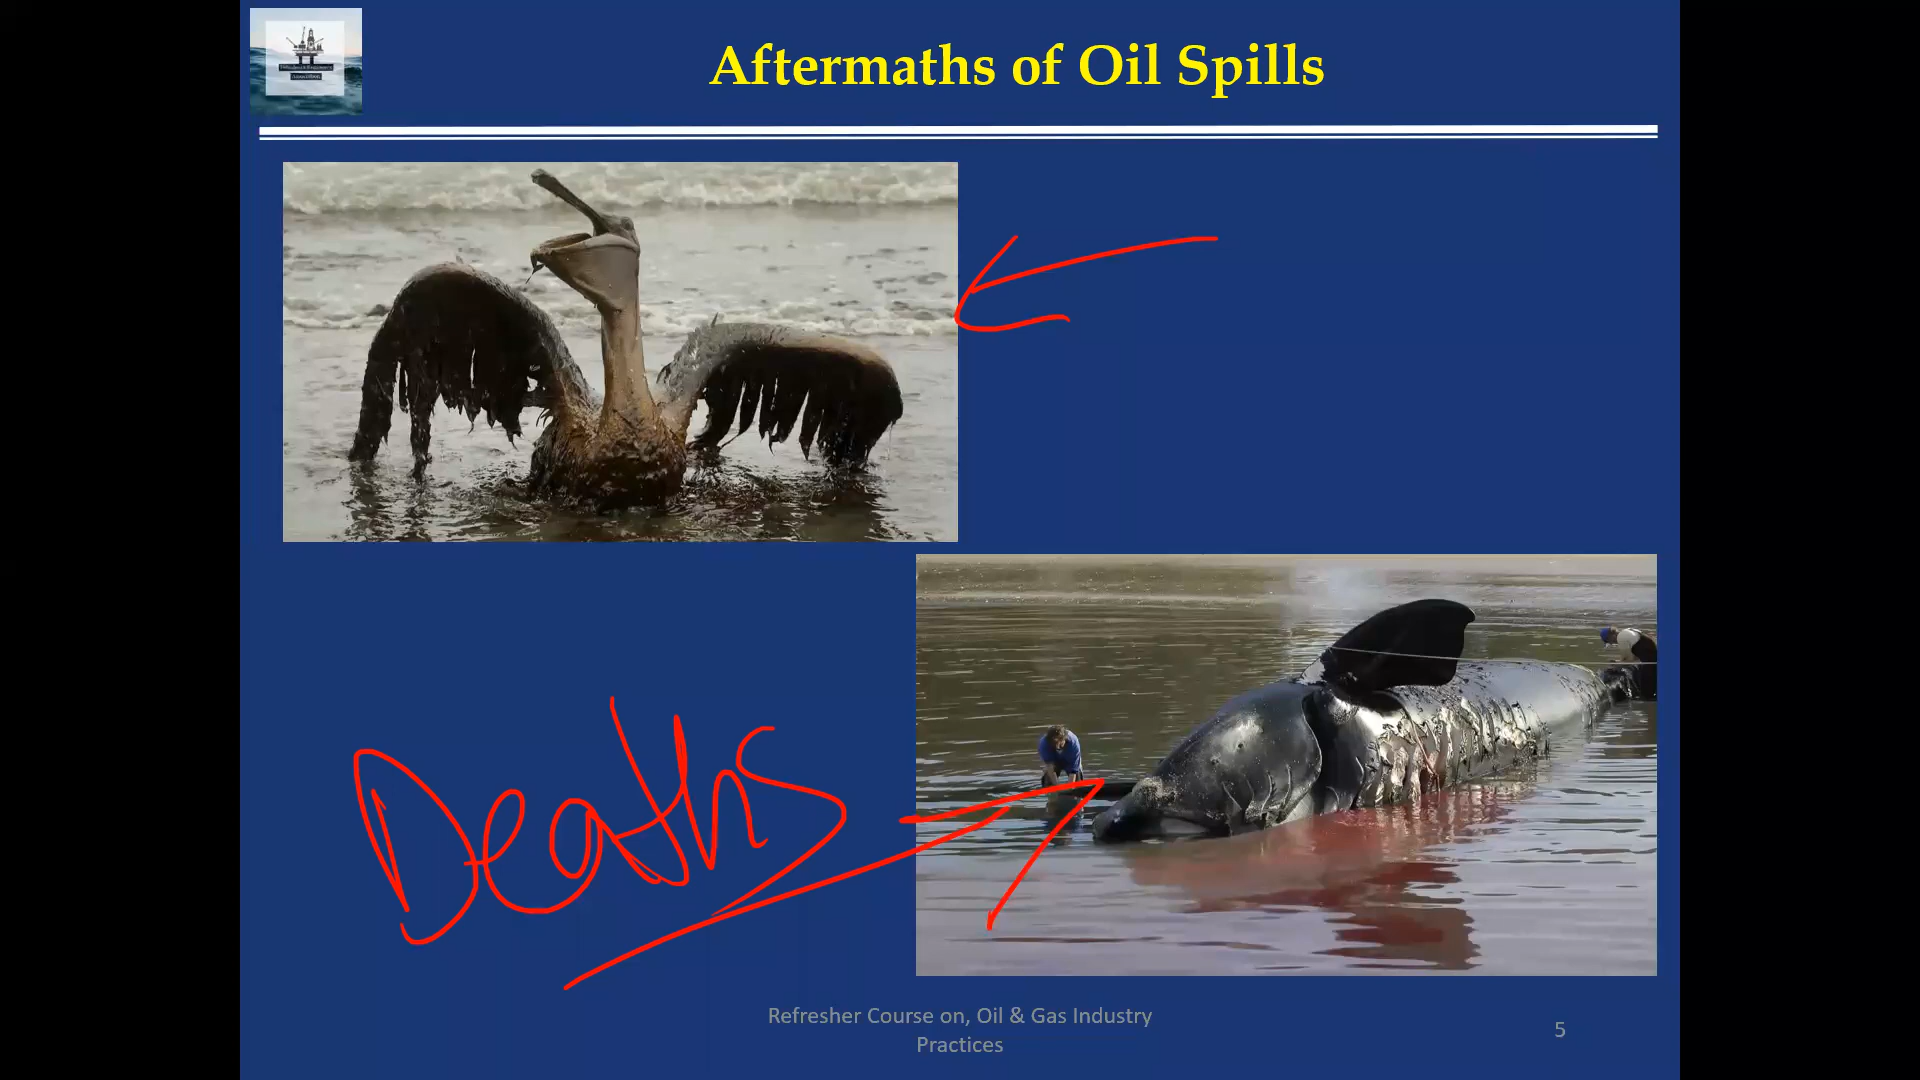 Aftermaths of Oil Spills
Deaths
Refresher Course on, Oil & Gas Industry
Practices
5